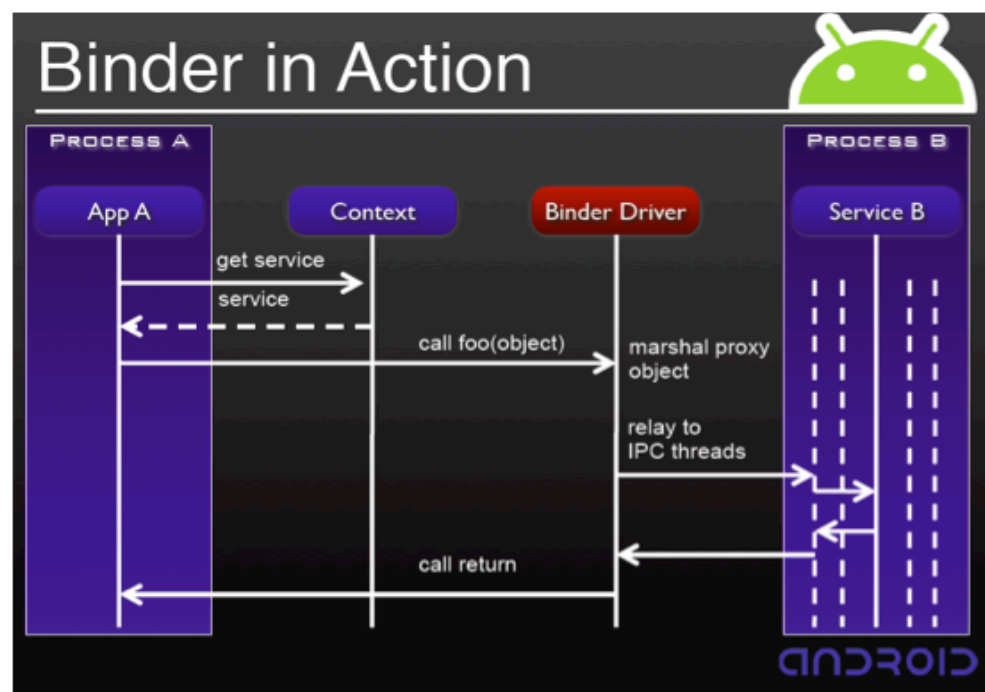 Binder in Action
PROCESS A
PROCESS B
App A
Context
Binder Driver
Service B
get service
service
call foo(object)
marshal proxy
object
relay to
IPC threads
call return
ANDROID